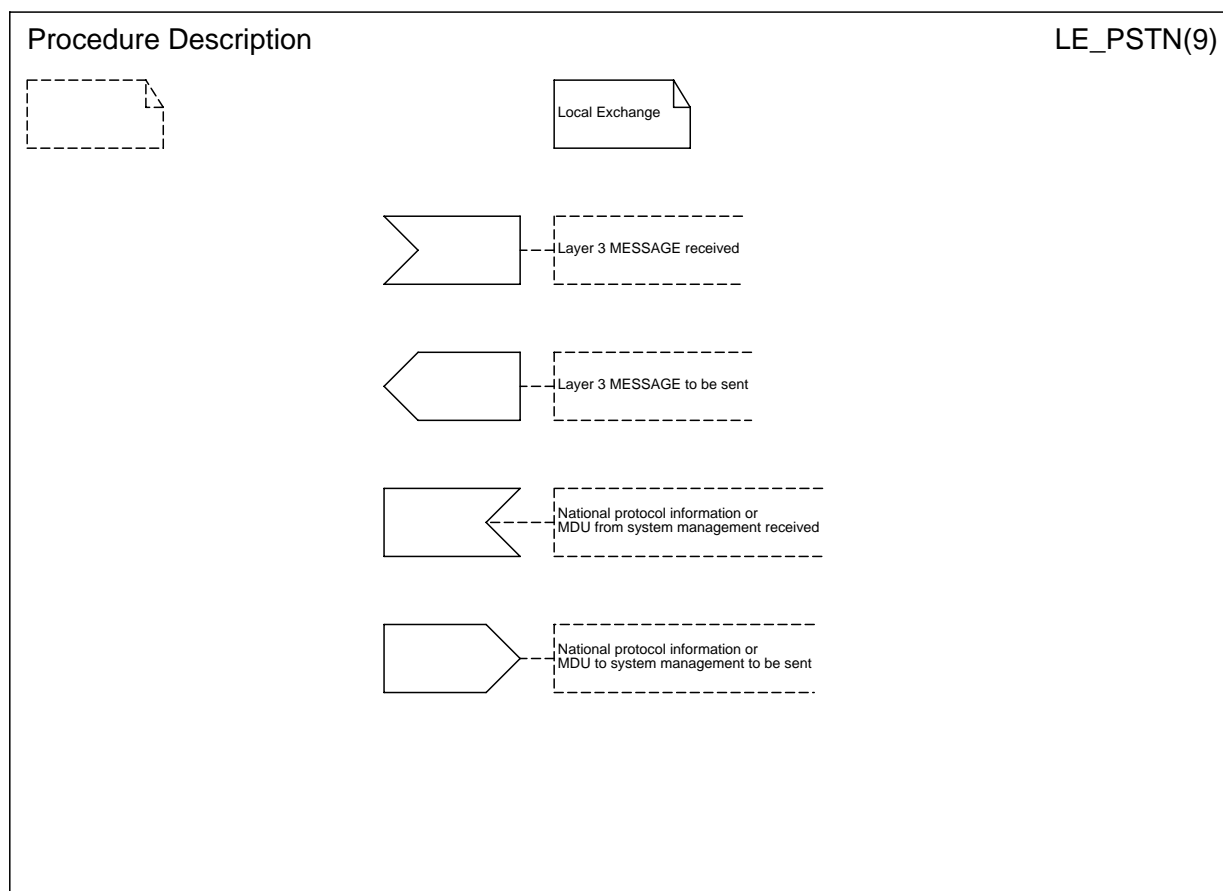 Procedure Description
LE_PSTN(9)
Local Exchange
Layer 3 MESSAGE received
Layer 3 MESSAGE to be sent
National protocol information or
MDU from system management received
National protocol information or
MDU to system management to be sent